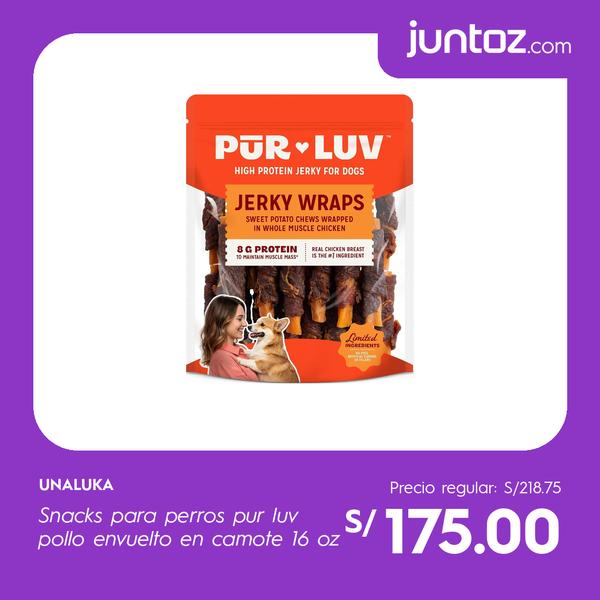 juntoz.com
PŪR LUV™
HIGH PROTEIN JERKY FOR DOGS
JERKY WRAPS
SWEET POTATO CHEWS WRAPPED
IN WHOLE MUSCLE CHICKEN
8 G PROTEIN
TO MAINTAIN MUSCLE MASS*
REAL CHICKEN BREAST
IS THE #1 INGREDIENT
Limited
INGREDIENTS
UNALUKA
Precio regular: S/218.75
Snacks para perros pur luv
pollo envuelto en camote 16 oz
S/175.00